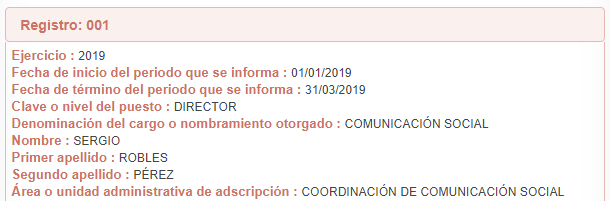 Registro: 001
Ejercicio : 2019
Fecha de inicio del periodo que se informa : 01/01/2019
Fecha de término del periodo que se informa : 31/03/2019
Clave o nivel del puesto : DIRECTOR
Denominación del cargo o nombramiento otorgado : COMUNICACIÓN SOCIAL
Nombre : SERGIO
Primer apellido : ROBLES
Segundo apellido : PÉREZ
Área o unidad administrativa de adscripción : COORDINACIÓN DE COMUNICACIÓN SOCIAL